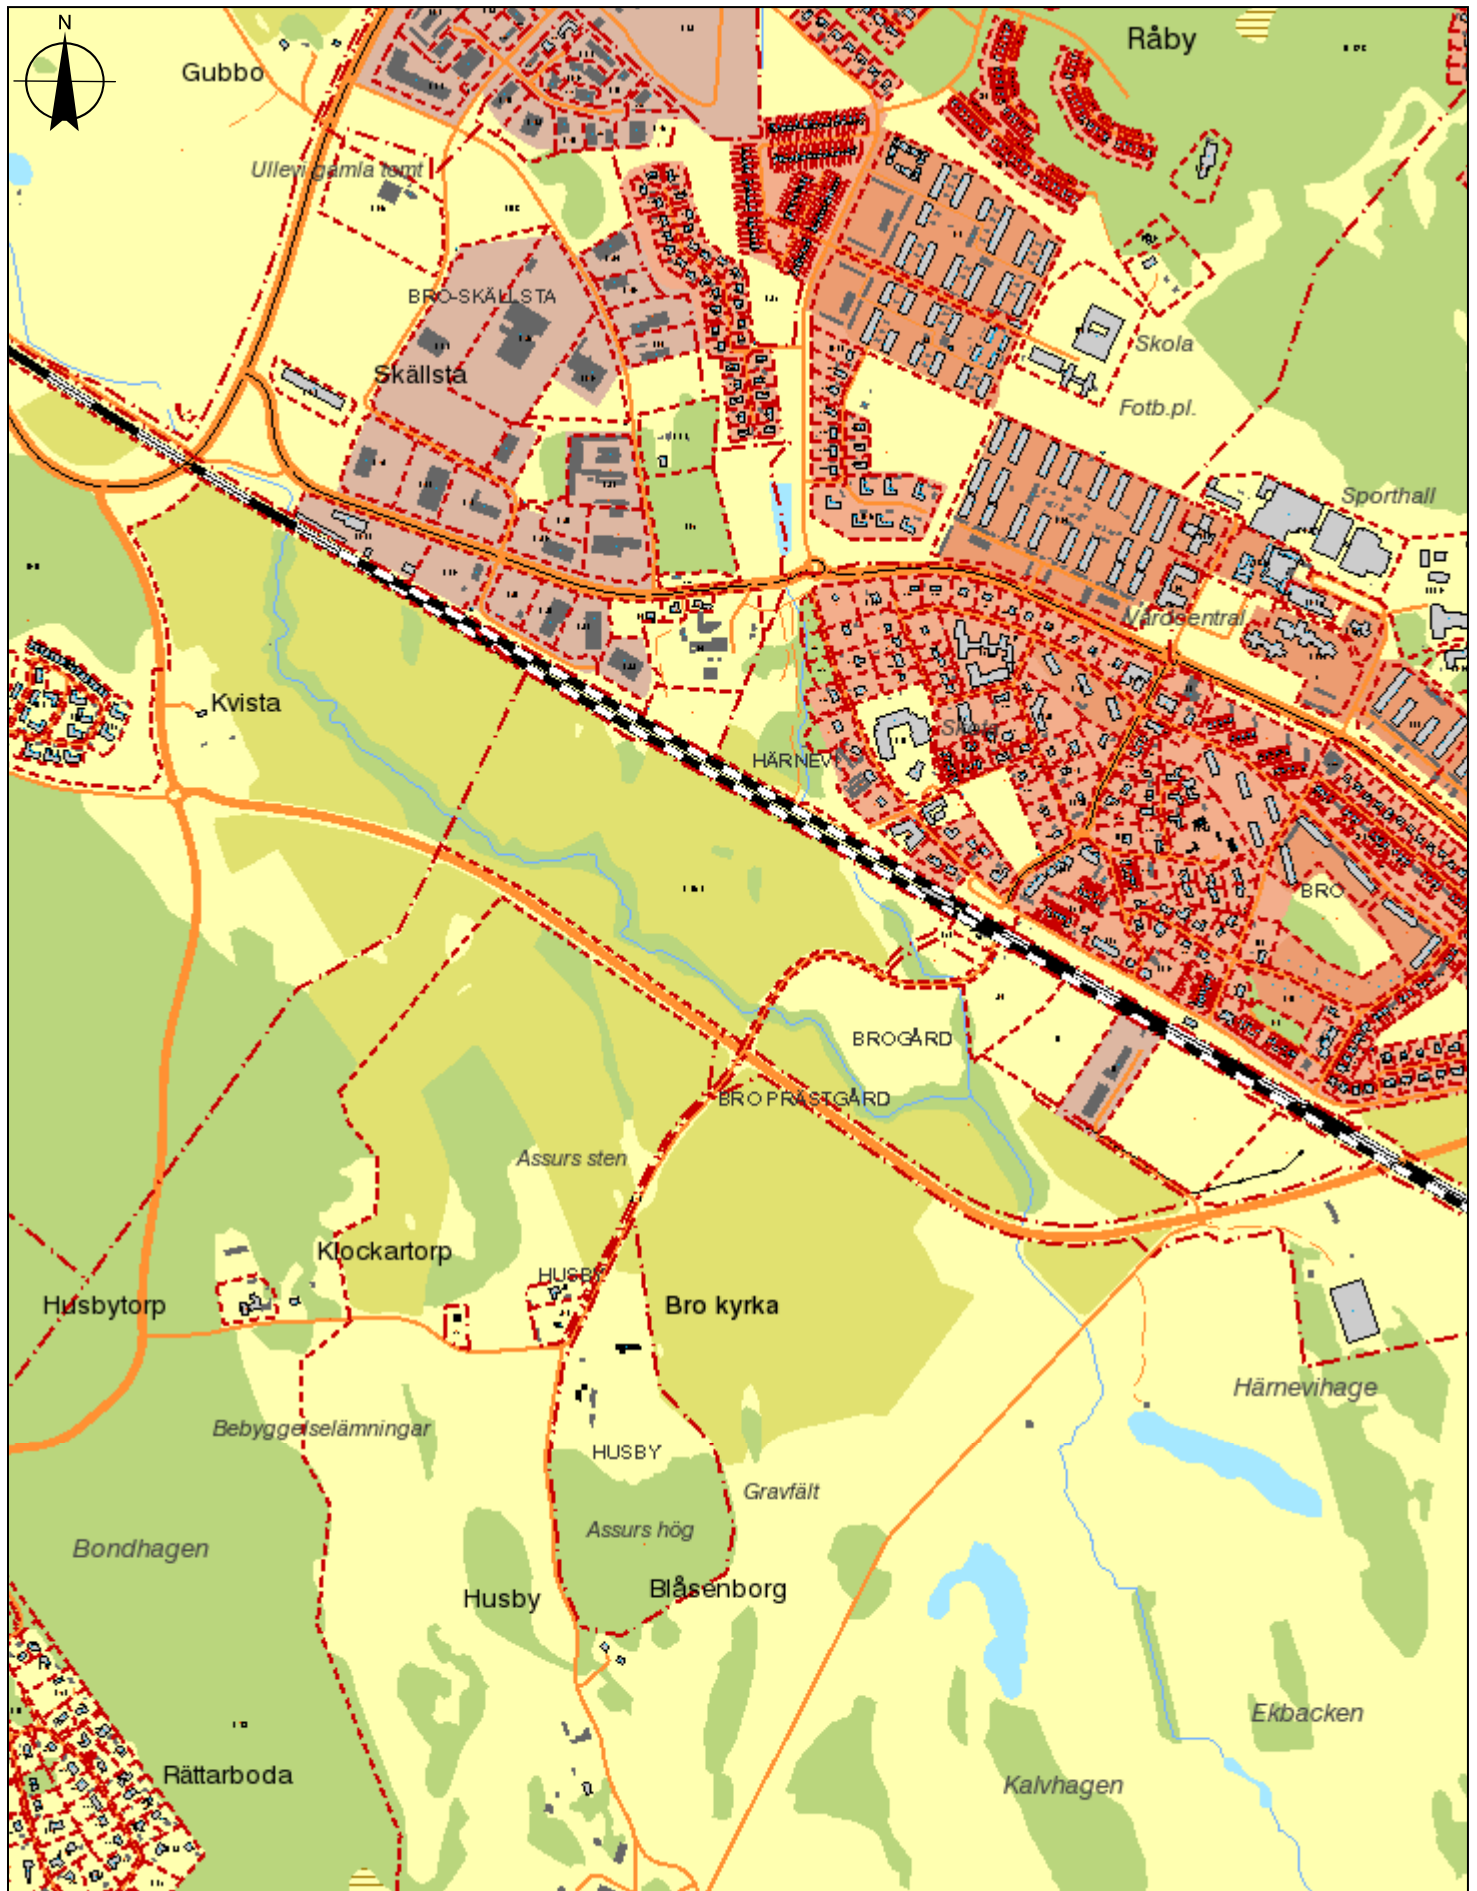 N
Råby
Gubbo
Ullevi gamla tomt
BRO-SKÄLLSTA
Skola
Skällsta
Fotb.pl.
Sporthall
Vårdcentral
Kvista
Skola
HÄRNEVI
BRO
BROGÅRD
BRO PRÄSTGÅRD
Assurs sten
Klockartorp
HUSBY
Husbytorp
Bro kyrka
Härnevihage
Bebyggelselämningar
HUSBY
Gravfält
Assurs hög
Bondhagen
Blåsenborg
Husby
Ekbacken
Rättarboda
Kalvhagen